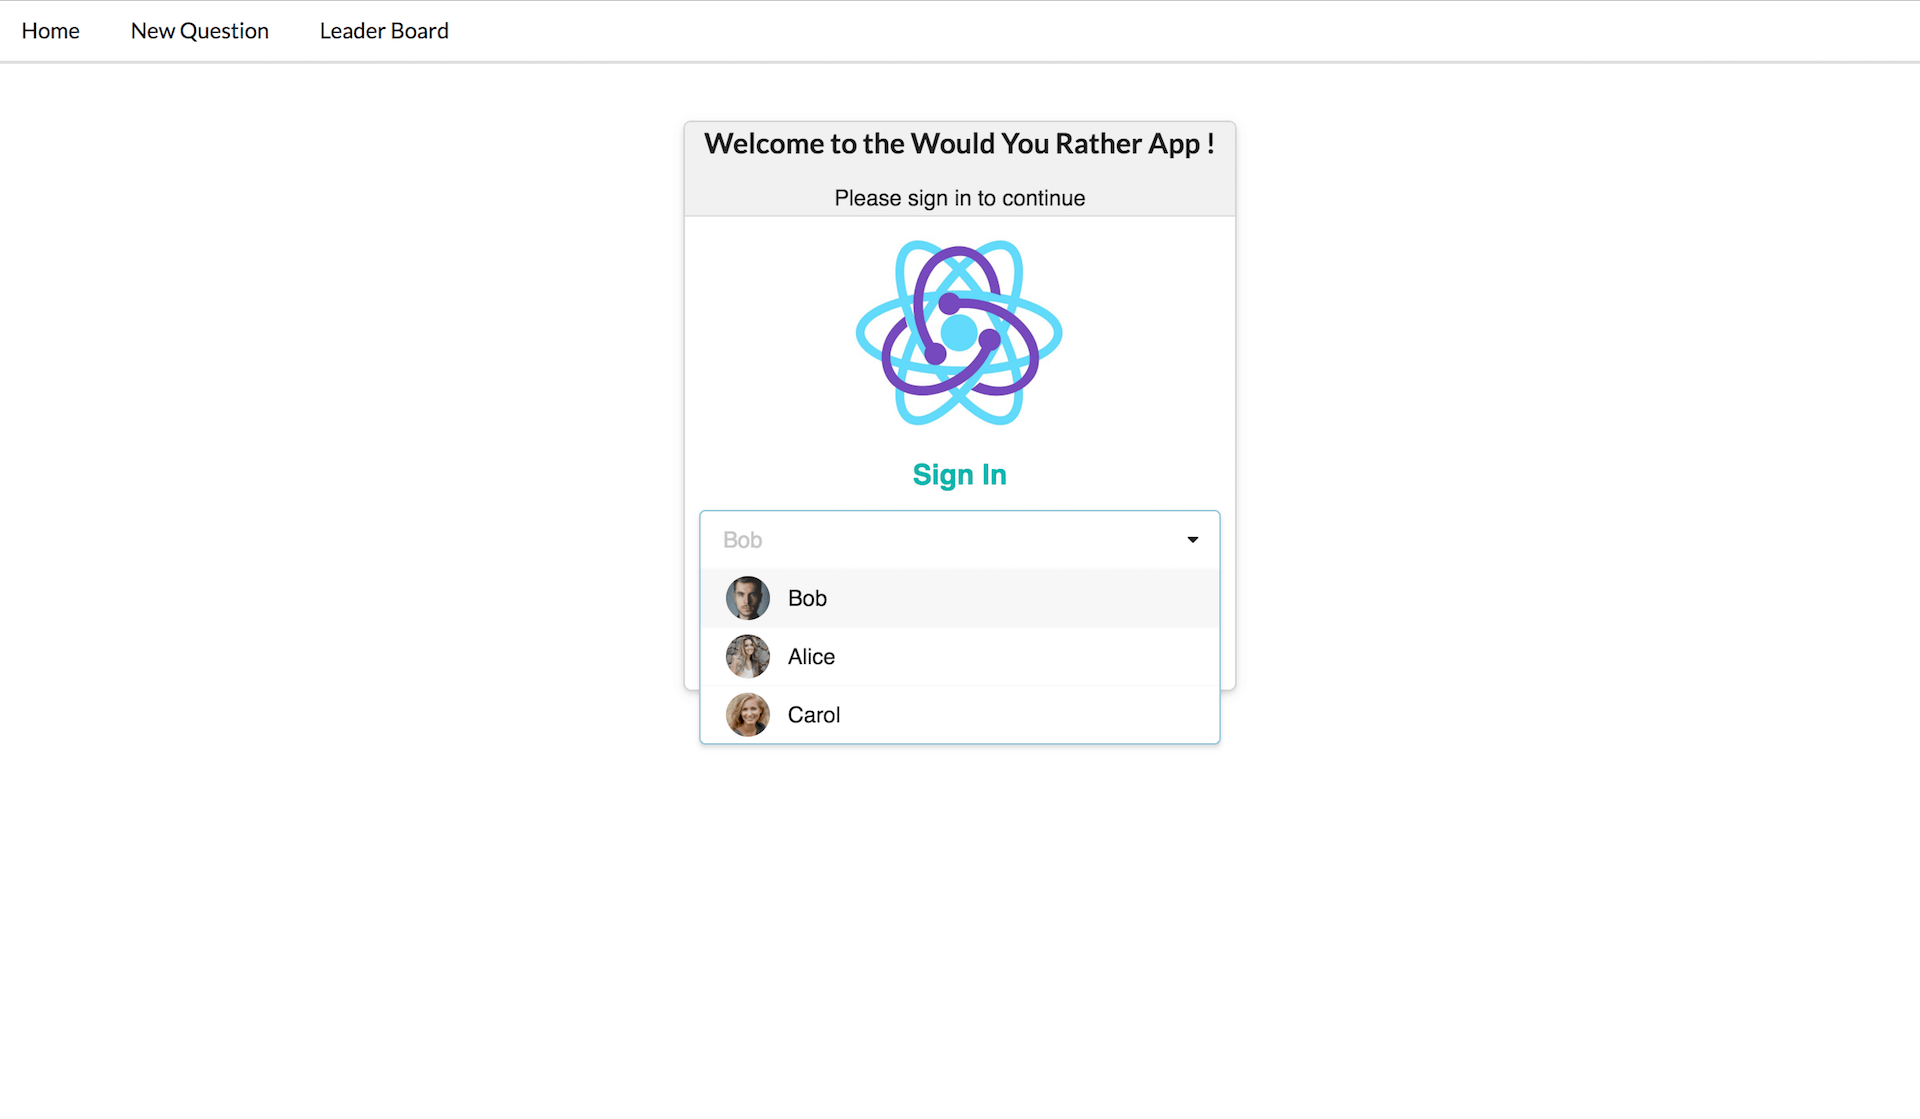 Home New Question Leader Board
Welcome to the Would You Rather App !
Please sign in to continue
Sign In
Bob
Bob
Alice
Carol